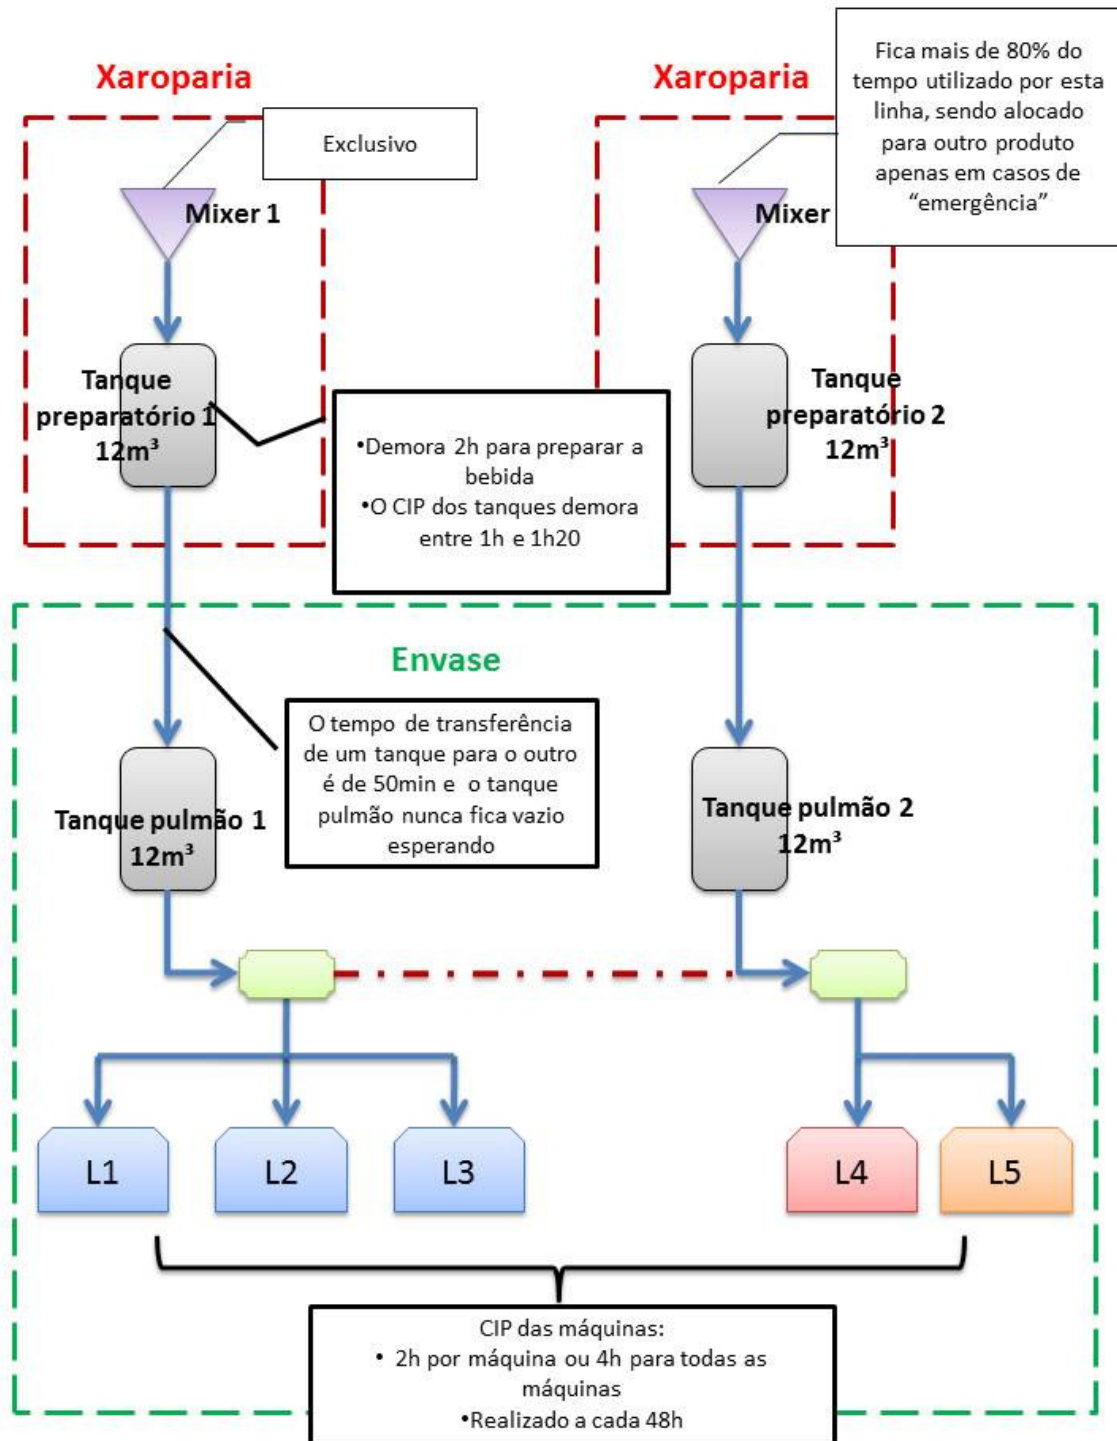 Xaroparia
Exclusivo
Mixer 1
Tanque
preparatório 1
12m³
Xaroparia
Fica mais de 80% do
tempo utilizado por esta
linha, sendo alocado
para outro produto
apenas em casos de
“emergência”
Mixer
Tanque
preparatório 2
12m³
•Demora 2h para preparar a
bebida
•O CIP dos tanques demora
entre 1h e 1h20
Envase
O tempo de transferência
de um tanque para o outro
é de 50min e o tanque
pulmão nunca fica vazio
esperando
Tanque pulmão 1
12m³
Tanque pulmão 2
12m³
L1
L2
L3
L4
L5
CIP das máquinas:
• 2h por máquina ou 4h para todas as
máquinas
•Realizado a cada 48h